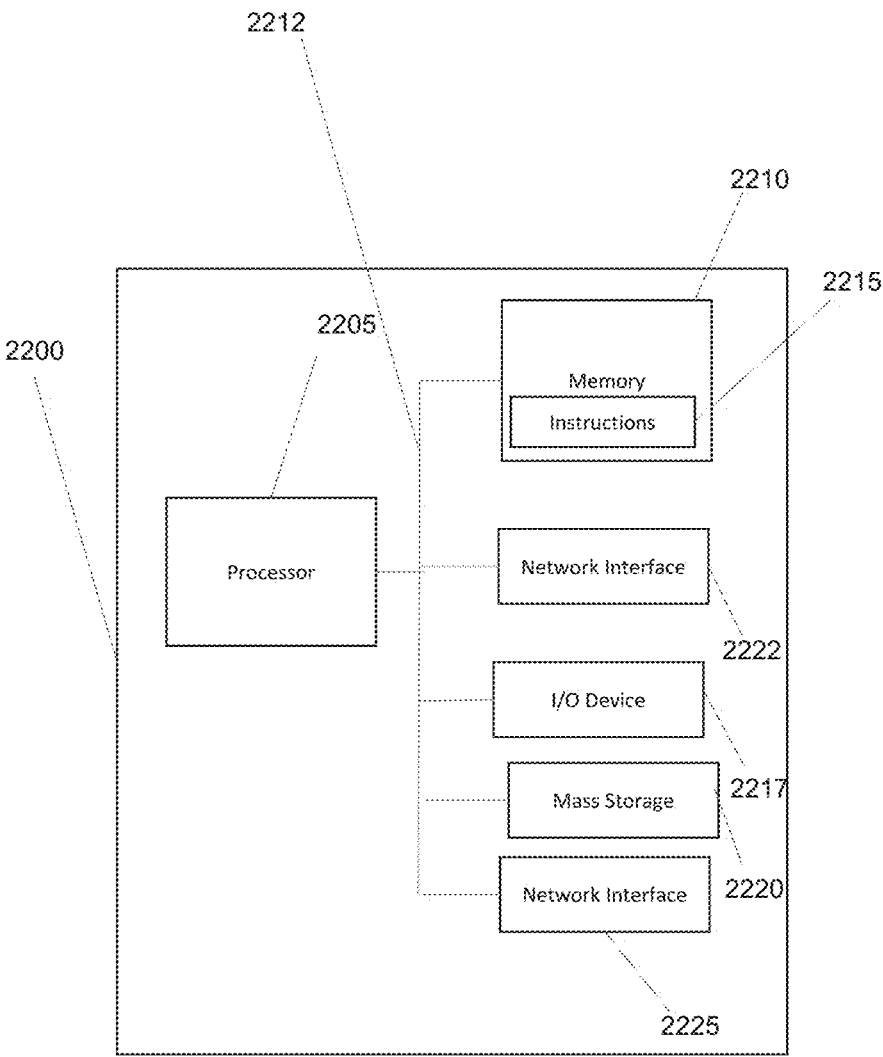 2212
2210
2215
2205
2200
Memory
Instructions
Processor
Network Interface
2222
I/O Device
2217
Mass Storage
2220
Network Interface
2225